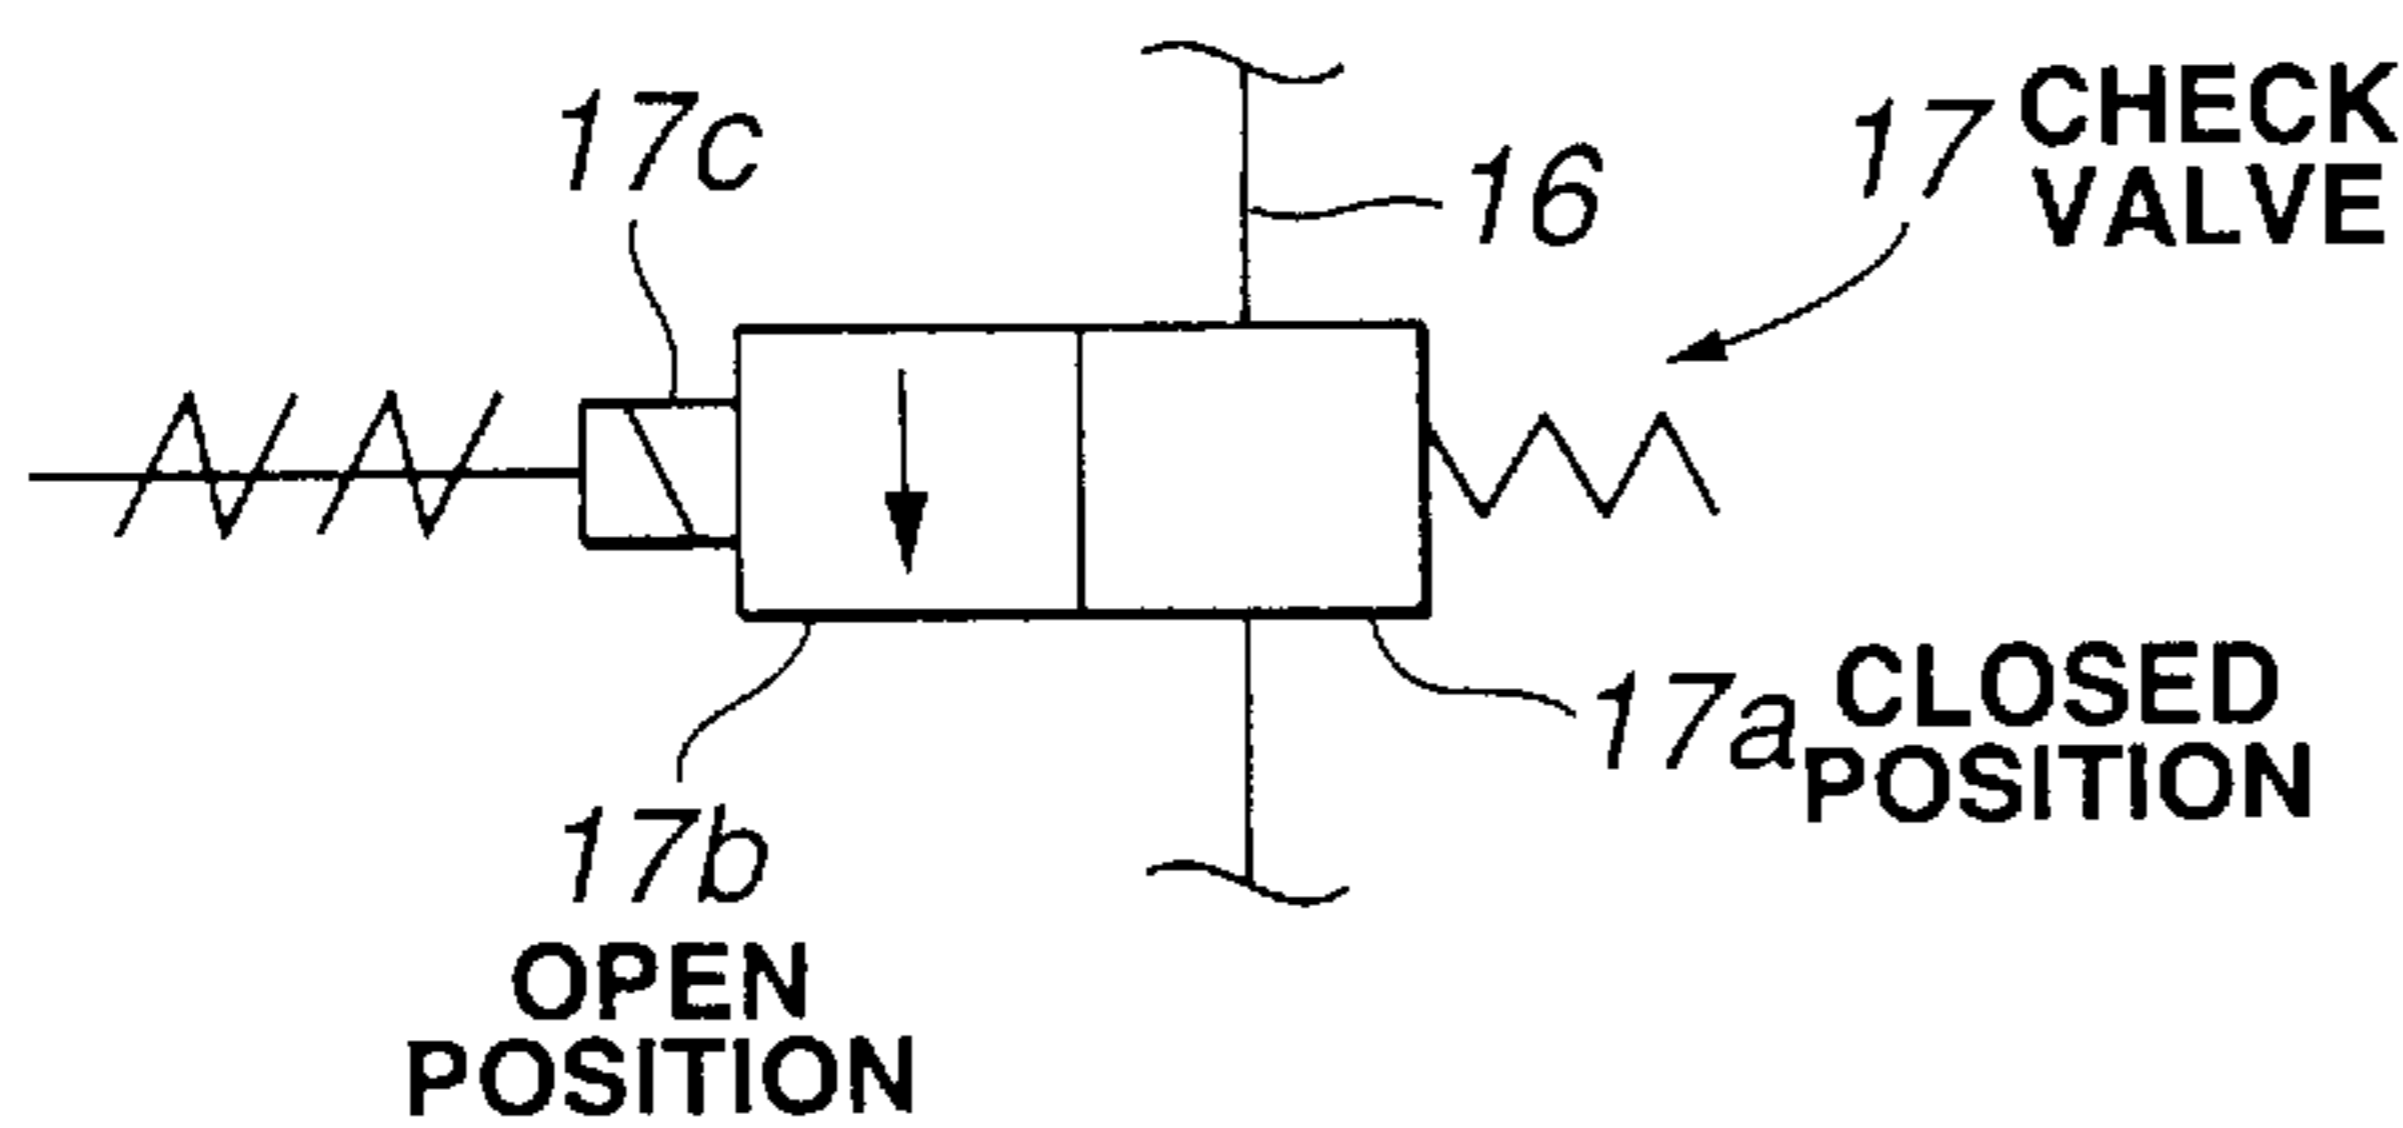 17c
16
17 CHECK
VALVE
17a CLOSED
POSITION
17b
OPEN
POSITION